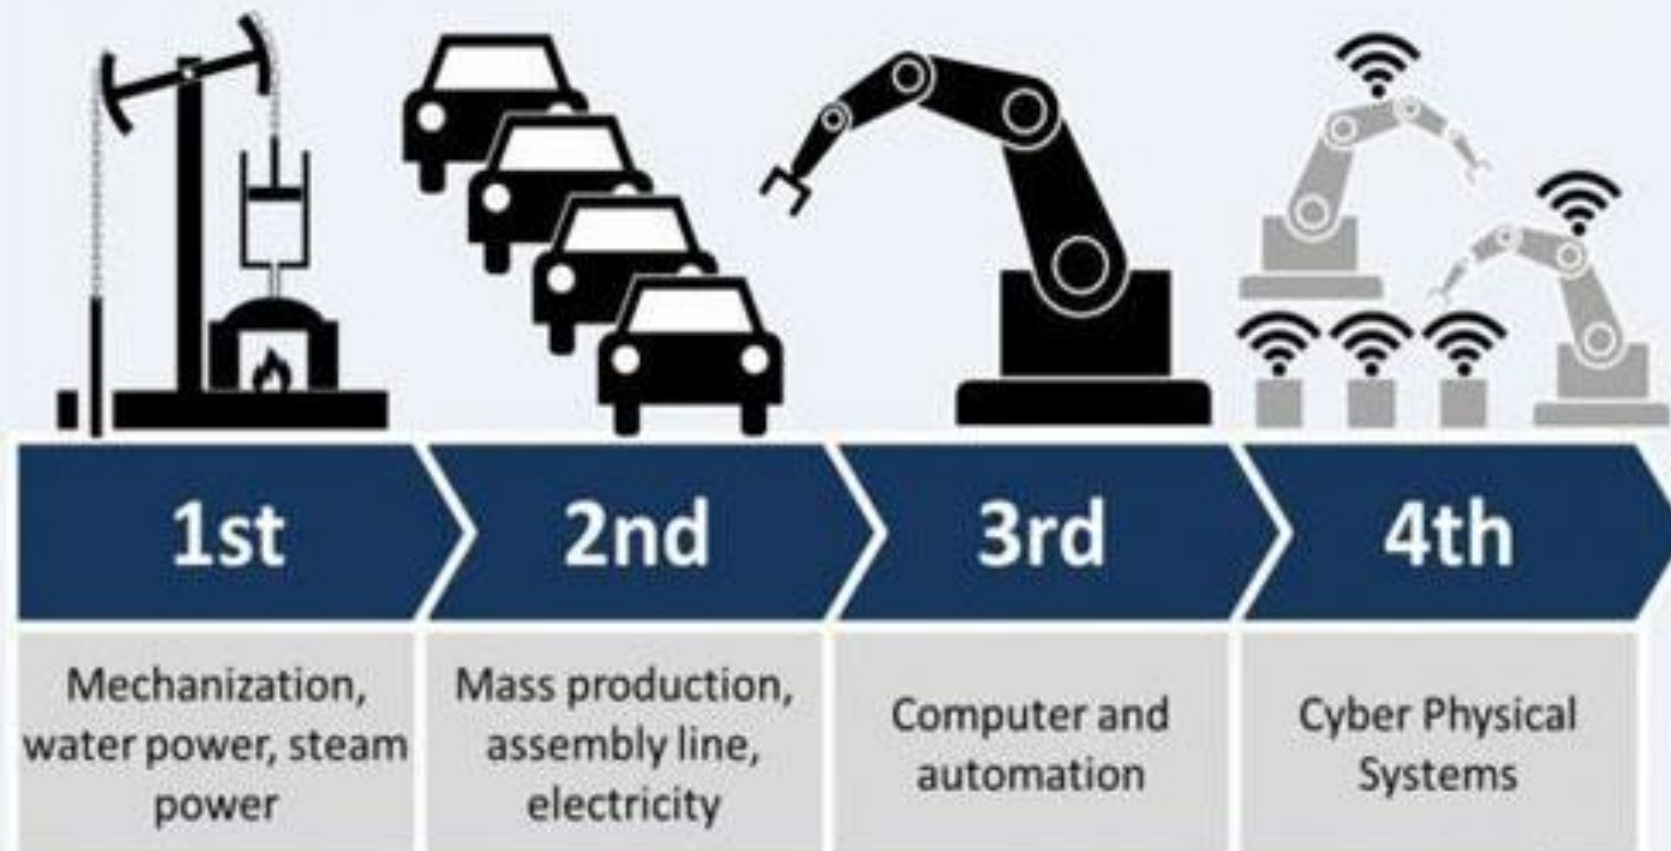 1st
2nd
3rd
4th
Mechanization,
water power, steam
power
Mass production,
assembly line,
electricity
Computer and
automation
Cyber Physical
Systems